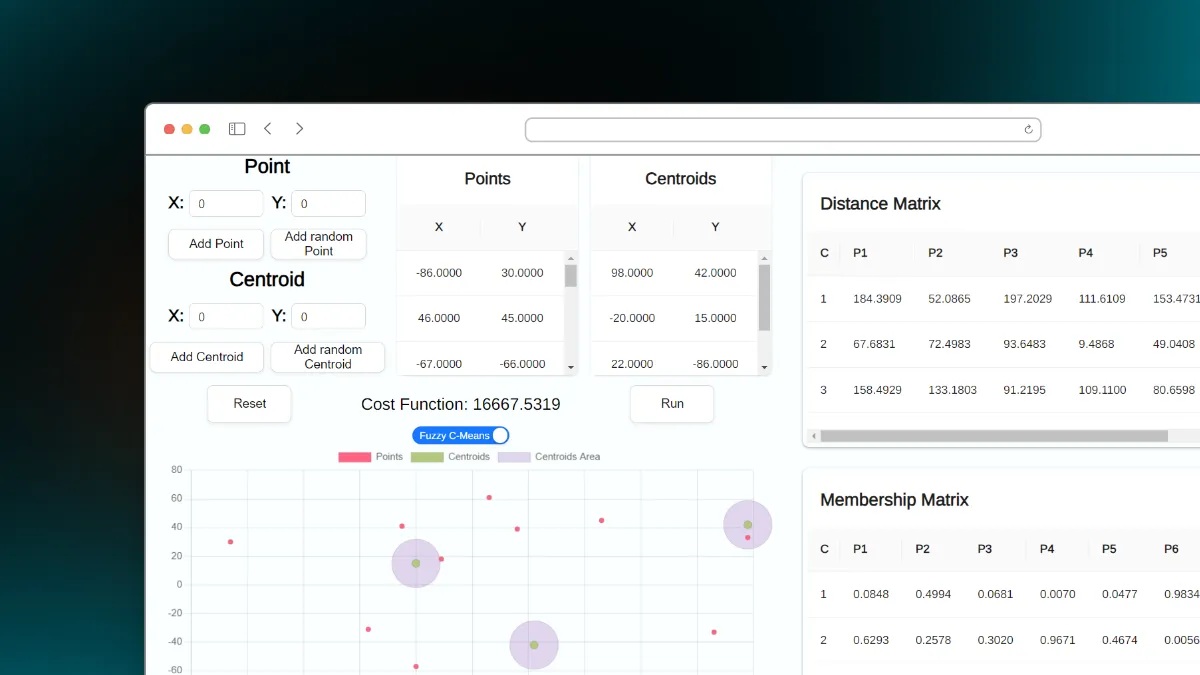 Point
X: 0 Y: 0
Add Point
Add random
Point
Centroid
X: 0 Y: 0
Add Centroid
Add random
Centroid
Points
X Y
-86.0000 30.0000
46.0000 45.0000
-67.0000 -66.0000
Centroids
X Y
98.0000 42.0000
-20.0000 15.0000
22.0000 -86.0000
Reset
Cost Function: 16667.5319
Run
Fuzzy C-Means
Points Centroids Centroids Area
80
60
40
20
0
-20
-40
-60
Distance Matrix
C P1 P2 P3 P4 P5
1 184.3909 52.0865 197.2029 111.6109 153.4731
2 67.6831 72.4983 93.6483 9.4868 49.0408
3 158.4929 133.1803 91.2195 109.1100 80.6598
Membership Matrix
C P1 P2 P3 P4 P5 P6
1 0.0848 0.4994 0.0681 0.0070 0.0477 0.9834
2 0.6293 0.2578 0.3020 0.9671 0.4674 0.0056